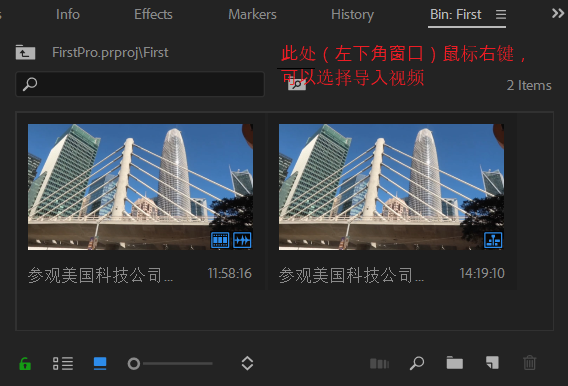 Info Effects Markers History Bin: First
FirstPro.prproj\First
此处（左下角窗口）鼠标右键，
可以选择导入视频
2 Items
参观美国科技公司... 11:58:16 参观美国科技公司... 14:19:10